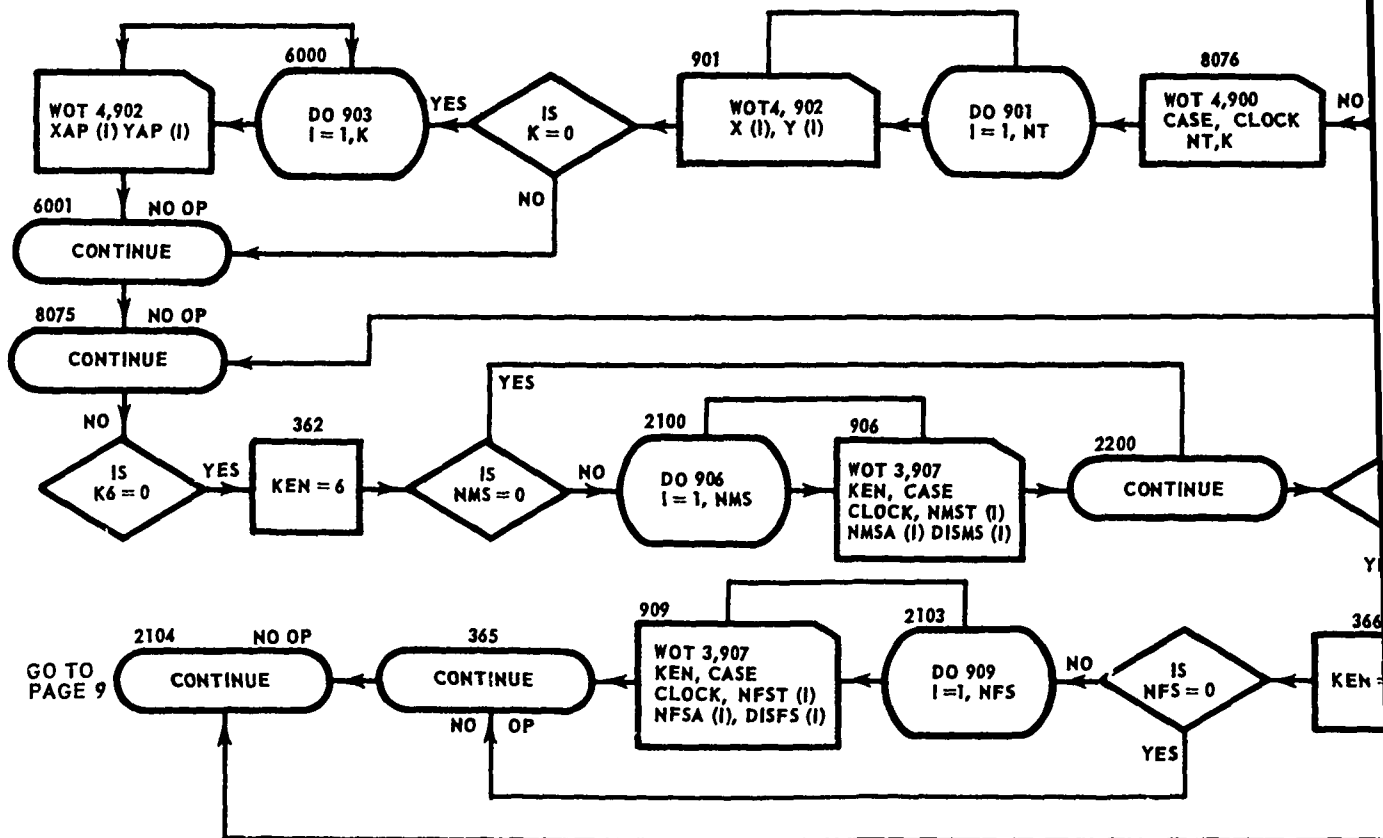 6000
WOT 4,902
XAP (I) YAP (I)
DO 903
I = 1, K
YES
IS
K = 0
NO
901
WOT4, 902
X (I), Y (I)
DO 901
I = 1, NT
8076
WOT 4,900
CASE, CLOCK
NT,K
NO
6001
NO OP
CONTINUE
8075
NO OP
CONTINUE
NO
IS
K6 = 0
YES
362
KEN = 6
YES
IS
NMS = 0
NO
2100
DO 906
I = 1, NMS
906
WOT 3,907
KEN, CASE
CLOCK, NMST (I)
NMSA (I) DISMS (I)
2200
CONTINUE
GO TO
PAGE 9
2104
NO OP
CONTINUE
365
CONTINUE
NO OP
909
WOT 3,907
KEN, CASE
CLOCK, NFST (I)
NFSA (I), DISFS (I)
2103
DO 909
I=1, NFS
NO
IS
NFS = 0
YES
366
KEN =